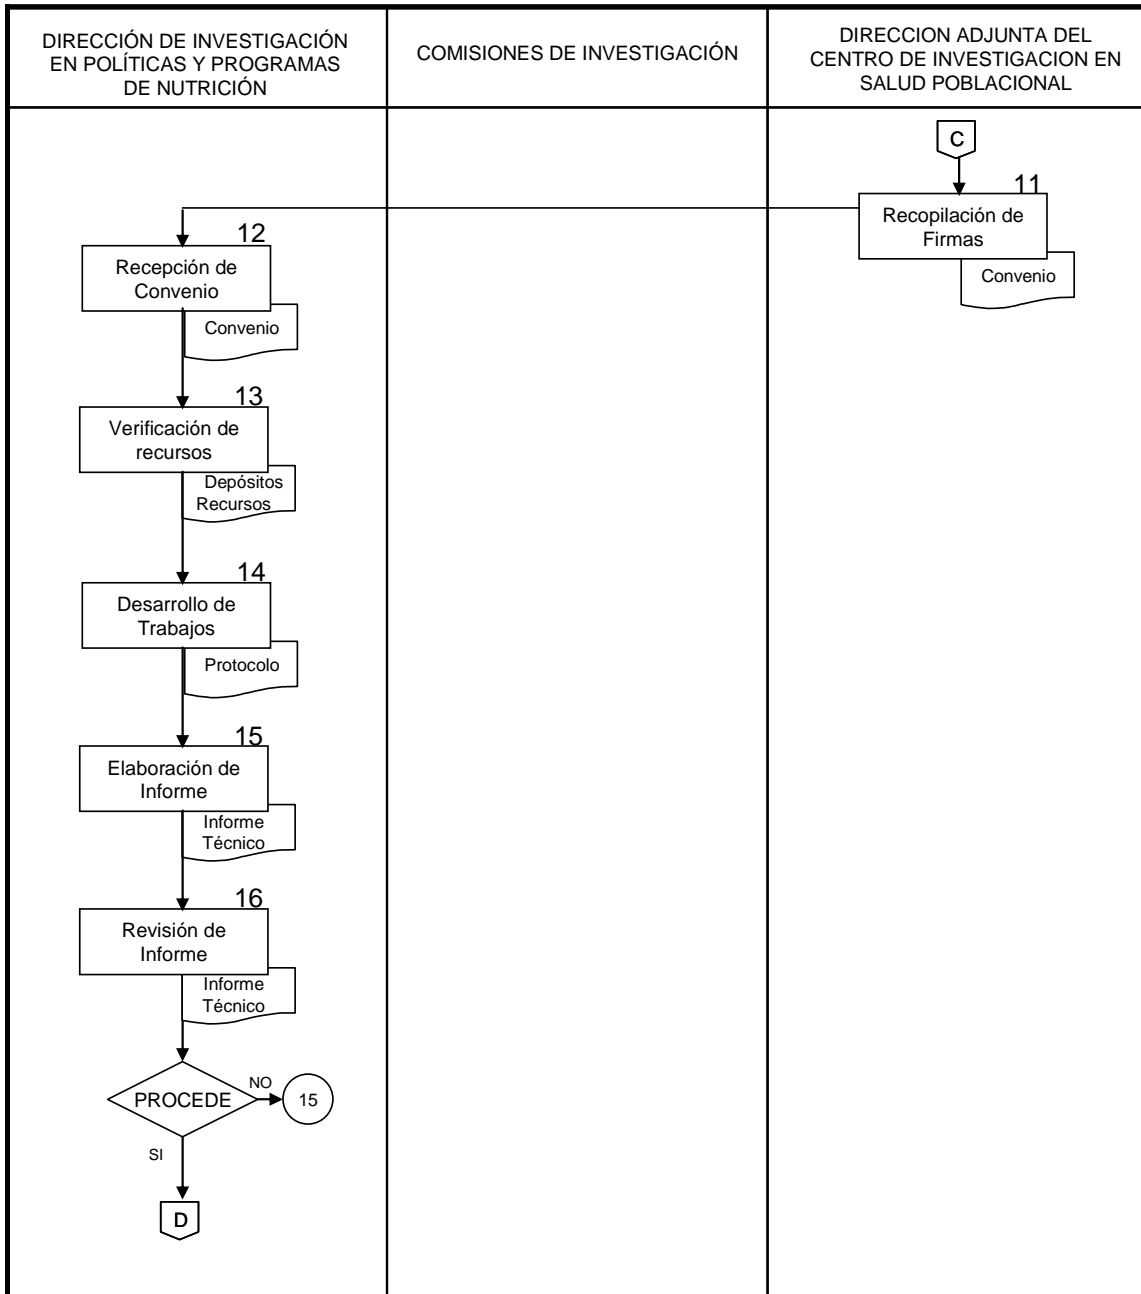 DIRECCIÓN DE INVESTIGACIÓN
EN POLÍTICAS Y PROGRAMAS
DE NUTRICIÓN
COMISIONES DE INVESTIGACIÓN
DIRECCION ADJUNTA DEL
CENTRO DE INVESTIGACION EN
SALUD POBLACIONAL
C
11
Recopilación de
Firmas
Convenio
12
Recepción de
Convenio
Convenio
13
Verificación de
recursos
Depósitos
Recursos
14
Desarrollo de
Trabajos
Protocolo
15
Elaboración de
Informe
Informe
Técnico
16
Revisión de
Informe
Informe
Técnico
PROCEDE
NO
15
SI
D